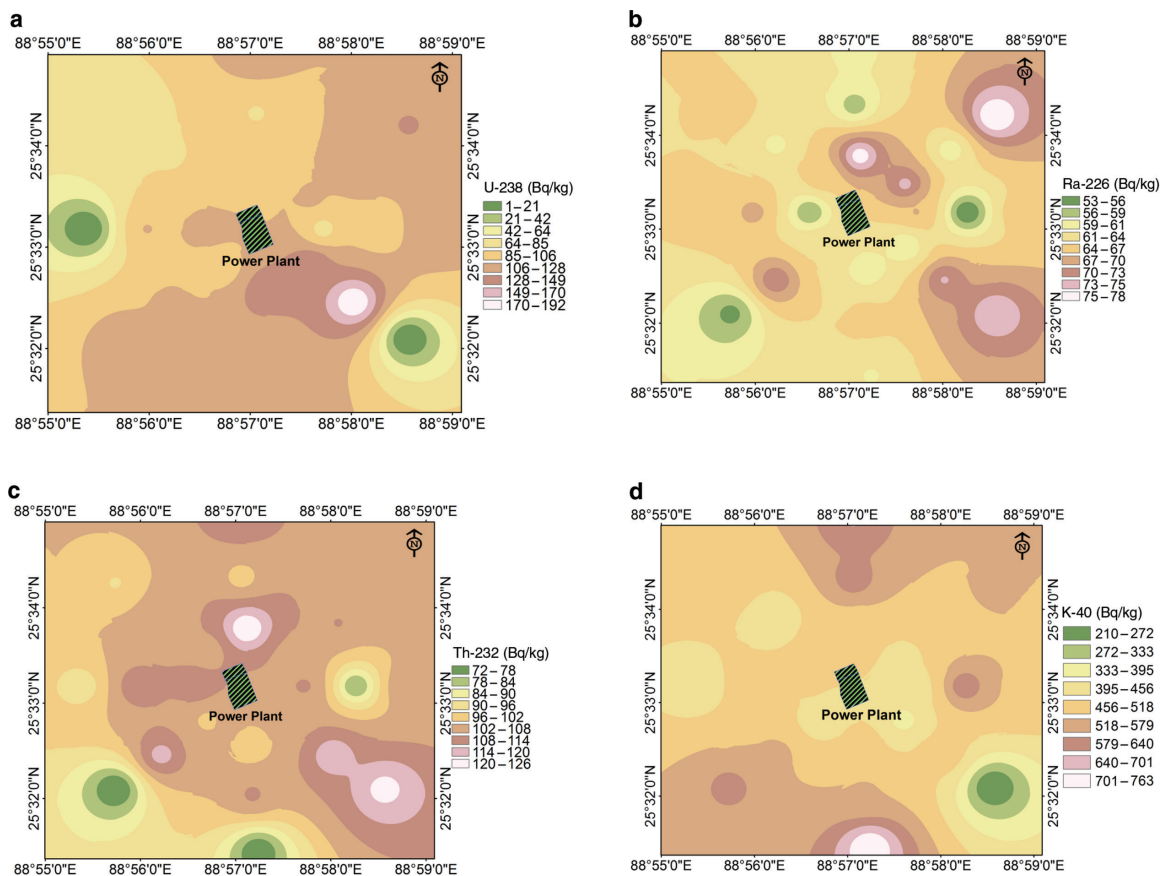 a
88°55'0"E 88°56'0"E 88°57'0"E 88°58'0"E 88°59'0"E
N
25°34'0"N 25°34'0"N
25°33'0"N 25°33'0"N
25°32'0"N 25°32'0"N
Power Plant
88°55'0"E 88°56'0"E 88°57'0"E 88°58'0"E 88°59'0"E
U-238 (Bq/kg)
1–21
21–42
42–64
64–85
85–106
106–128
128–149
149–170
170–192
b
88°55'0"E 88°56'0"E 88°57'0"E 88°58'0"E 88°59'0"E
N
25°34'0"N 25°34'0"N
25°33'0"N 25°33'0"N
25°32'0"N 25°32'0"N
Power Plant
88°55'0"E 88°56'0"E 88°57'0"E 88°58'0"E 88°59'0"E
Ra-226 (Bq/kg)
53–56
56–59
59–61
61–64
64–67
67–70
70–73
73–75
75–78
c
88°55'0"E 88°56'0"E 88°57'0"E 88°58'0"E 88°59'0"E
N
25°34'0"N 25°34'0"N
25°33'0"N 25°33'0"N
25°32'0"N 25°32'0"N
Power Plant
88°55'0"E 88°56'0"E 88°57'0"E 88°58'0"E 88°59'0"E
Th-232 (Bq/kg)
72–78
78–84
84–90
90–96
96–102
102–108
108–114
114–120
120–126
d
88°55'0"E 88°56'0"E 88°57'0"E 88°58'0"E 88°59'0"E
N
25°34'0"N 25°34'0"N
25°33'0"N 25°33'0"N
25°32'0"N 25°32'0"N
Power Plant
88°55'0"E 88°56'0"E 88°57'0"E 88°58'0"E 88°59'0"E
K-40 (Bq/kg)
210–272
272–333
333–395
395–456
456–518
518–579
579–640
640–701
701–763